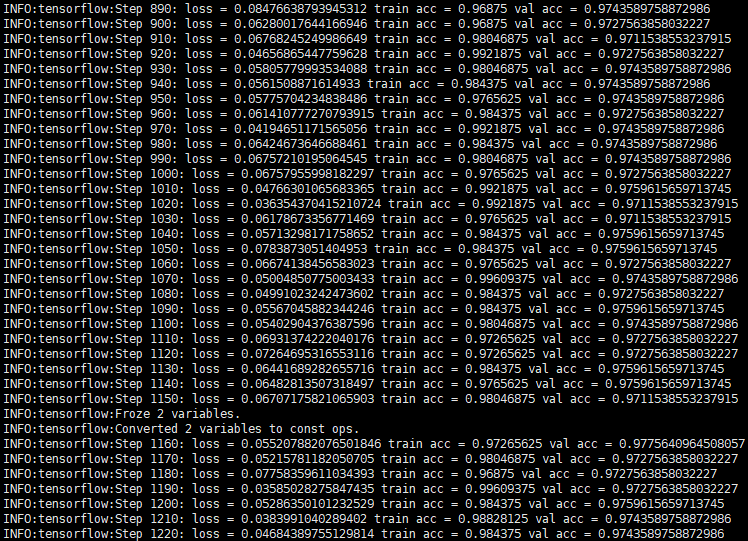 INFO:tensorflow:Step 890: loss = 0.08476638793945312 train acc = 0.96875 val acc = 0.9743589758872986
INFO:tensorflow:Step 900: loss = 0.06280017644166946 train acc = 0.98046875 val acc = 0.9727563858032227
INFO:tensorflow:Step 910: loss = 0.06768245249986649 train acc = 0.98046875 val acc = 0.9711538553237915
INFO:tensorflow:Step 920: loss = 0.04656865447759628 train acc = 0.9921875 val acc = 0.9727563858032227
INFO:tensorflow:Step 930: loss = 0.05805779993534088 train acc = 0.98046875 val acc = 0.9743589758872986
INFO:tensorflow:Step 940: loss = 0.0561508871614933 train acc = 0.984375 val acc = 0.9743589758872986
INFO:tensorflow:Step 950: loss = 0.05775704234838486 train acc = 0.9765625 val acc = 0.9743589758872986
INFO:tensorflow:Step 960: loss = 0.061410777270793915 train acc = 0.984375 val acc = 0.9727563858032227
INFO:tensorflow:Step 970: loss = 0.04194651171565056 train acc = 0.9921875 val acc = 0.9743589758872986
INFO:tensorflow:Step 980: loss = 0.06424673646688461 train acc = 0.984375 val acc = 0.9743589758872986
INFO:tensorflow:Step 990: loss = 0.06757210195064545 train acc = 0.98046875 val acc = 0.9743589758872986
INFO:tensorflow:Step 1000: loss = 0.06757955998182297 train acc = 0.9765625 val acc = 0.9727563858032227
INFO:tensorflow:Step 1010: loss = 0.04766301065683365 train acc = 0.9921875 val acc = 0.9759615659713745
INFO:tensorflow:Step 1020: loss = 0.036354370415210724 train acc = 0.9921875 val acc = 0.9711538553237915
INFO:tensorflow:Step 1030: loss = 0.06178673356771469 train acc = 0.9765625 val acc = 0.9711538553237915
INFO:tensorflow:Step 1040: loss = 0.05713298171758652 train acc = 0.984375 val acc = 0.9759615659713745
INFO:tensorflow:Step 1050: loss = 0.0783873051404953 train acc = 0.984375 val acc = 0.9759615659713745
INFO:tensorflow:Step 1060: loss = 0.06674138456583023 train acc = 0.9765625 val acc = 0.9727563858032227
INFO:tensorflow:Step 1070: loss = 0.05004850775003433 train acc = 0.99609375 val acc = 0.9743589758872986
INFO:tensorflow:Step 1080: loss = 0.04991023242473602 train acc = 0.984375 val acc = 0.9727563858032227
INFO:tensorflow:Step 1090: loss = 0.05567045882344246 train acc = 0.984375 val acc = 0.9759615659713745
INFO:tensorflow:Step 1100: loss = 0.05402904376387596 train acc = 0.98046875 val acc = 0.9743589758872986
INFO:tensorflow:Step 1110: loss = 0.06931374222040176 train acc = 0.97265625 val acc = 0.9727563858032227
INFO:tensorflow:Step 1120: loss = 0.07264695316553116 train acc = 0.97265625 val acc = 0.9727563858032227
INFO:tensorflow:Step 1130: loss = 0.06441689282655716 train acc = 0.984375 val acc = 0.9759615659713745
INFO:tensorflow:Step 1140: loss = 0.06482813507318497 train acc = 0.9765625 val acc = 0.9759615659713745
INFO:tensorflow:Step 1150: loss = 0.06707175821065903 train acc = 0.98046875 val acc = 0.9711538553237915
INFO:tensorflow:Froze 2 variables.
INFO:tensorflow:Converted 2 variables to const ops.
INFO:tensorflow:Step 1160: loss = 0.055207882076501846 train acc = 0.97265625 val acc = 0.9775640964508057
INFO:tensorflow:Step 1170: loss = 0.05215781182050705 train acc = 0.98046875 val acc = 0.9743589758872986
INFO:tensorflow:Step 1180: loss = 0.07758359611034393 train acc = 0.96875 val acc = 0.9727563858032227
INFO:tensorflow:Step 1190: loss = 0.03585028275847435 train acc = 0.99609375 val acc = 0.9727563858032227
INFO:tensorflow:Step 1200: loss = 0.05286350101232529 train acc = 0.984375 val acc = 0.9759615659713745
INFO:tensorflow:Step 1210: loss = 0.0383991040289402 train acc = 0.98828125 val acc = 0.9743589758872986
INFO:tensorflow:Step 1220: loss = 0.04684389755129814 train acc = 0.984375 val acc = 0.9743589758872986